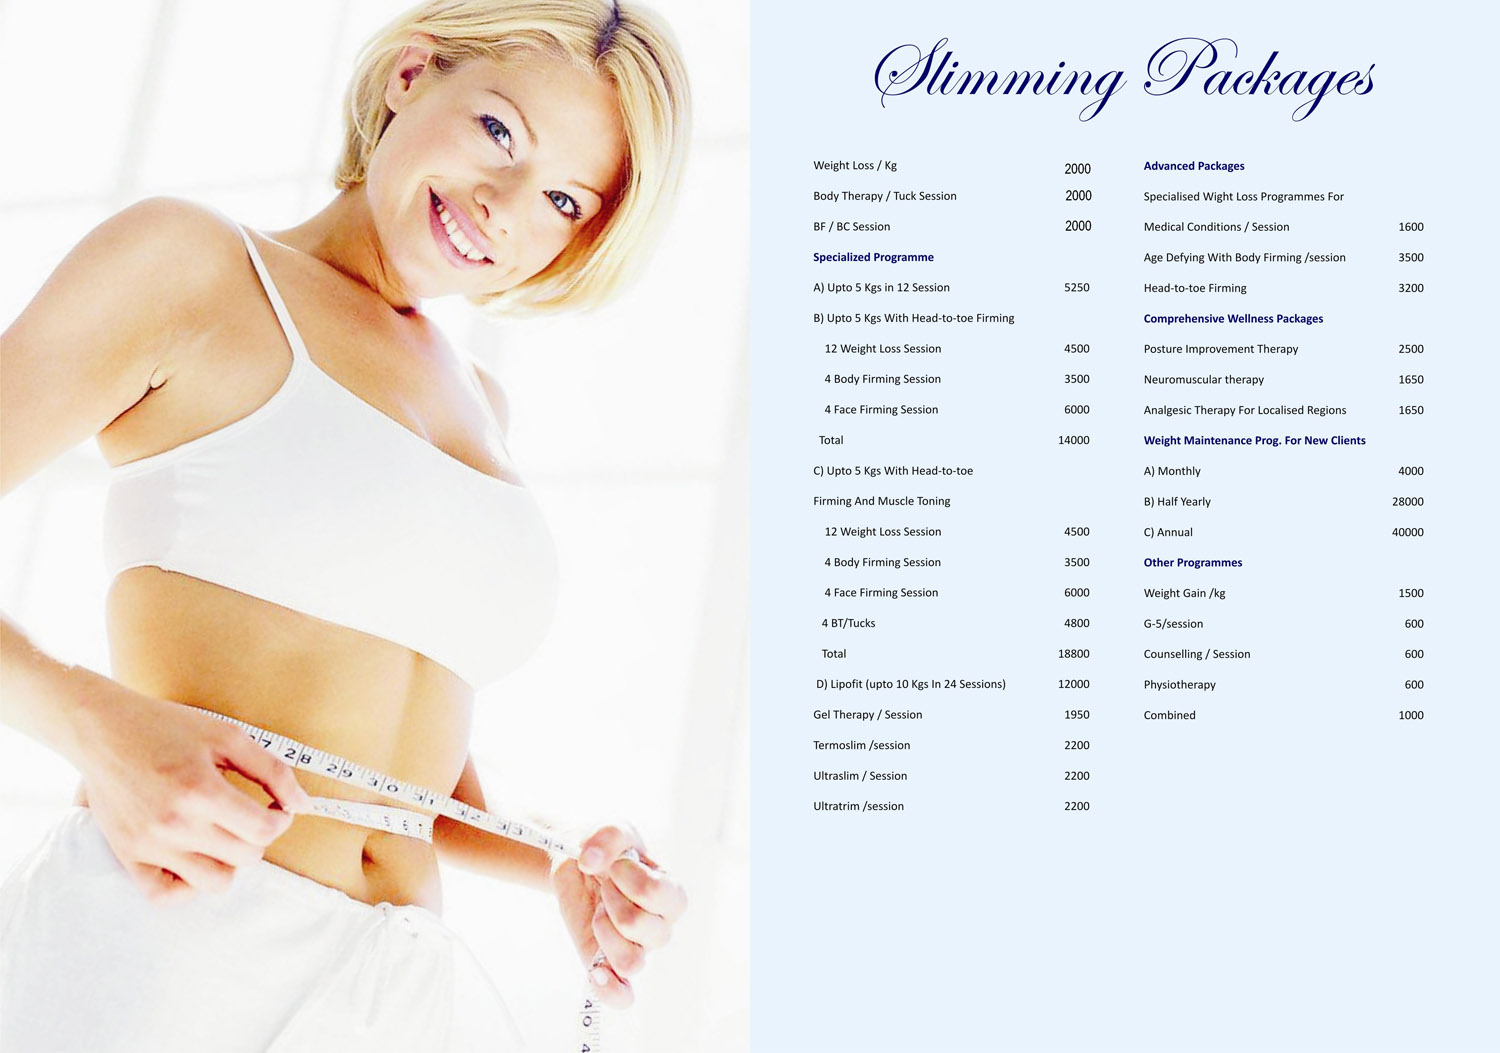 Slimming Packages
Weight Loss / Kg 2000
Body Therapy / Tuck Session 2000
BF / BC Session 2000
Specialized Programme
A) Upto 5 Kgs in 12 Session 5250
B) Upto 5 Kgs With Head-to-toe Firming
12 Weight Loss Session 4500
4 Body Firming Session 3500
4 Face Firming Session 6000
Total 14000
C) Upto 5 Kgs With Head-to-toe
Firming And Muscle Toning
12 Weight Loss Session 4500
4 Body Firming Session 3500
4 Face Firming Session 6000
4 BT/Tucks 4800
Total 18800
D) Lipofit (upto 10 Kgs In 24 Sessions) 12000
Gel Therapy / Session 1950
Termoslim /session 2200
Ultraslim / Session 2200
Ultratrim /session 2200
Advanced Packages
Specialised Wight Loss Programmes For
Medical Conditions / Session 1600
Age Defying With Body Firming /session 3500
Head-to-toe Firming 3200
Comprehensive Wellness Packages
Posture Improvement Therapy 2500
Neuromuscular therapy 1650
Analgesic Therapy For Localised Regions 1650
Weight Maintenance Prog. For New Clients
A) Monthly 4000
B) Half Yearly 28000
C) Annual 40000
Other Programmes
Weight Gain /kg 1500
G-5/session 600
Counselling / Session 600
Physiotherapy 600
Combined 1000
28 29 30 31 32 33 34